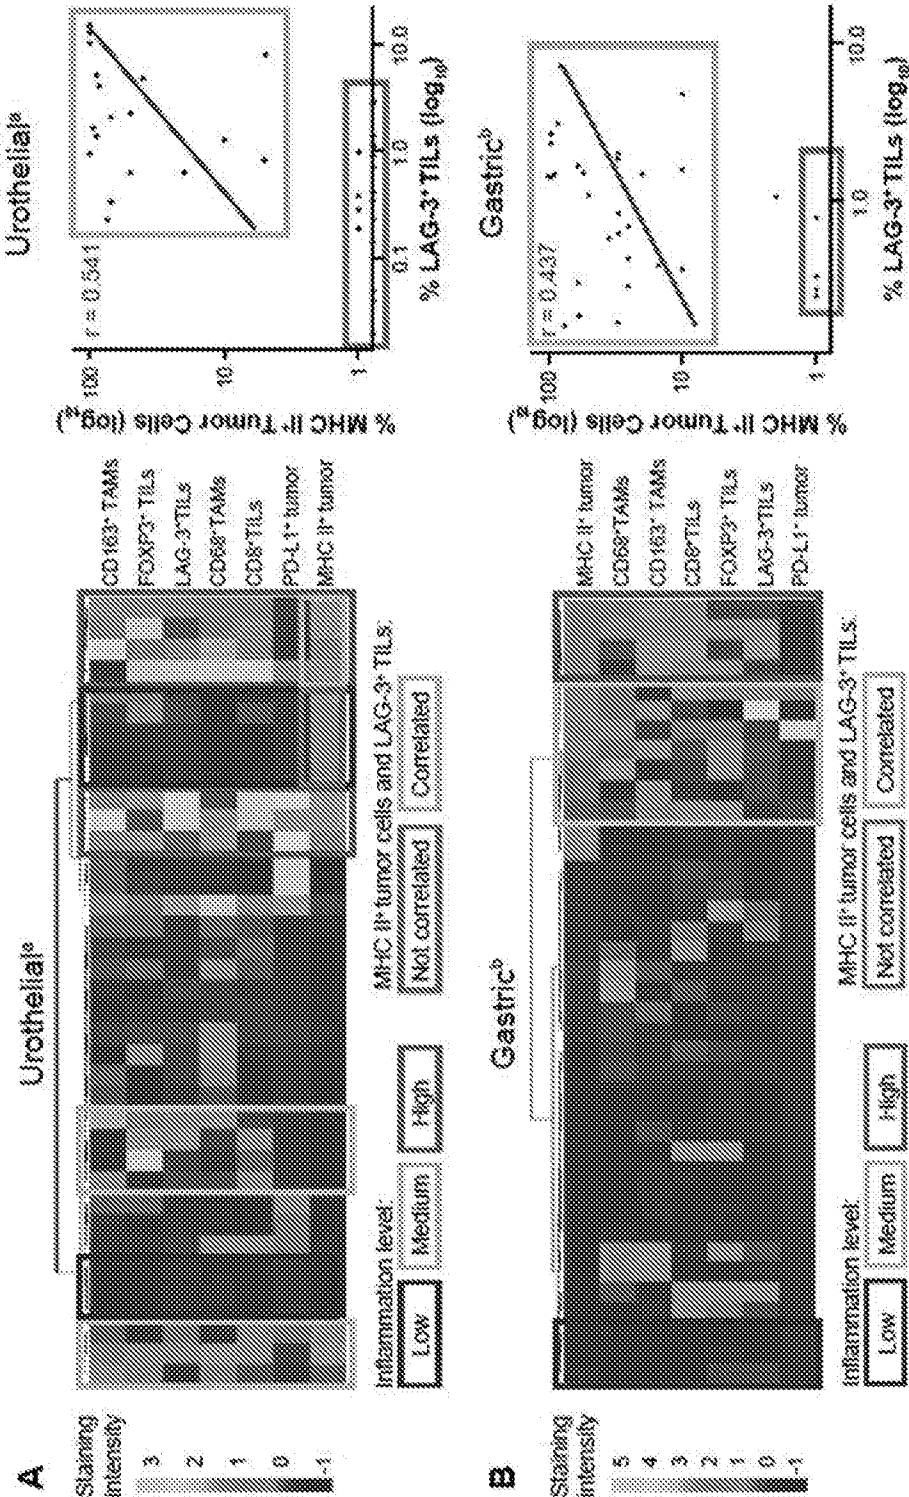 A
Urothelialᵃ
Staining
intensity
3
2
1
0
-1
CD163⁺ TAMs
FOXP3⁺ TILs
LAG-3⁺TILs
CD68⁺TAMs
CD8⁺TILs
PD-L1⁺ tumor
MHC II⁺ tumor
Inflammation level:
Low
Medium
High
MHC II⁺ tumor cells and LAG-3⁺ TILs:
Not correlated
Correlated
Urothelialᵃ
r = 0.541
% MHC II⁺ Tumor Cells (log₁₀)
100
10
1
0.1
1.0
10.0
% LAG-3⁺ TILs (log₁₀)
B
Gastricᵇ
Staining
intensity
5
4
3
2
1
0
-1
MHC II⁺ tumor
CD68⁺TAMs
CD163⁺ TAMs
CD8⁺TILs
FOXP3⁺ TILs
LAG-3⁺TILs
PD-L1⁺ tumor
Inflammation level:
Low
Medium
High
MHC II⁺ tumor cells and LAG-3⁺ TILs:
Not correlated
Correlated
Gastricᵇ
r = 0.437
% MHC II⁺ Tumor Cells (log₁₀)
100
10
1
1.0
10.0
% LAG-3⁺ TILs (log₁₀)